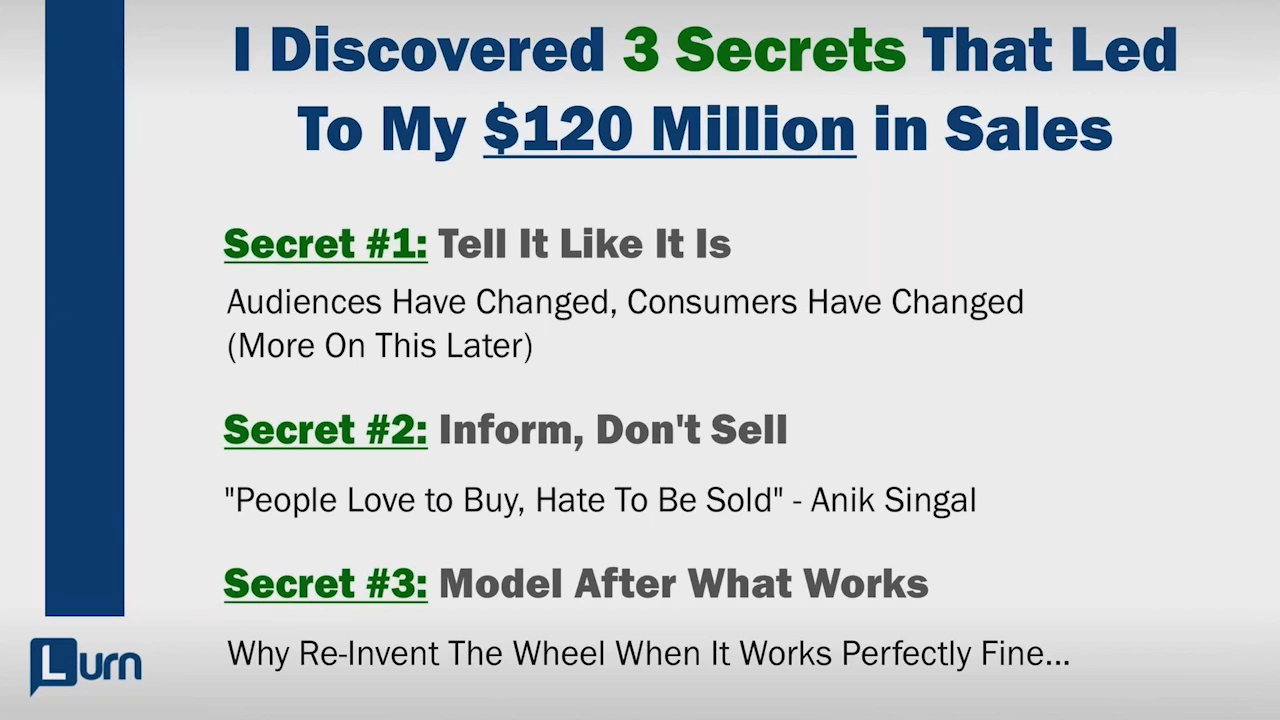 I Discovered 3 Secrets That Led
To My $120 Million in Sales
Secret #1: Tell It Like It Is
Audiences Have Changed, Consumers Have Changed
(More On This Later)
Secret #2: Inform, Don't Sell
"People Love to Buy, Hate To Be Sold" - Anik Singal
Secret #3: Model After What Works
Why Re-Invent The Wheel When It Works Perfectly Fine...
Lurn